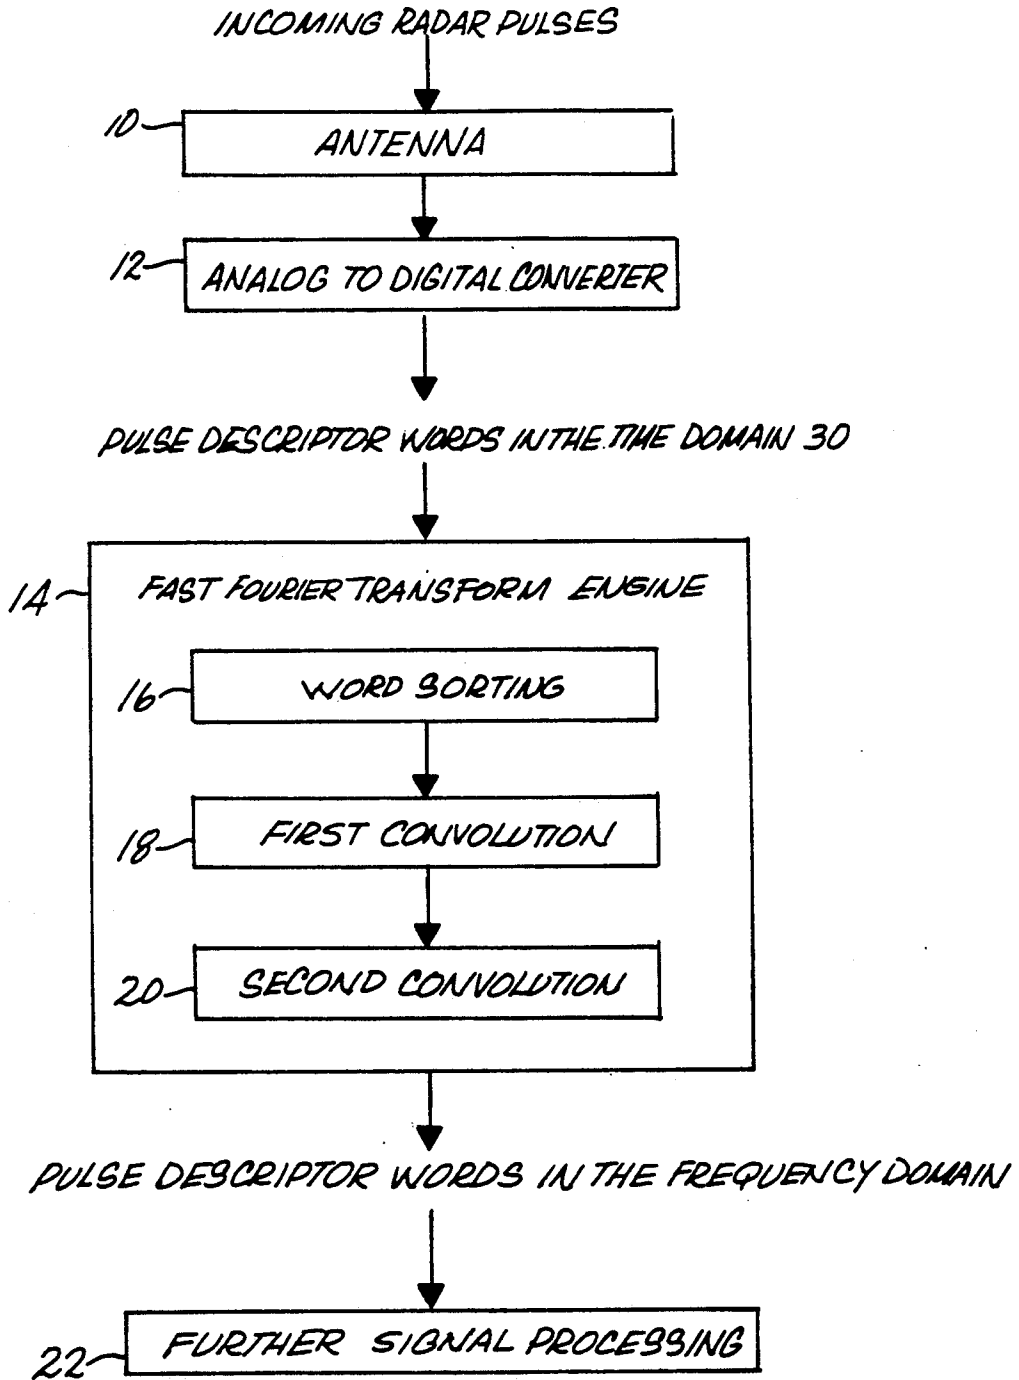 INCOMING RADAR PULSES
10 ANTENNA
12 ANALOG TO DIGITAL CONVERTER
PULSE DESCRIPTOR WORDS IN THE TIME DOMAIN 30
14 FAST FOURIER TRANSFORM ENGINE
16 WORD SORTING
18 FIRST CONVOLUTION
20 SECOND CONVOLUTION
PULSE DESCRIPTOR WORDS IN THE FREQUENCY DOMAIN
22 FURTHER SIGNAL PROCESSING